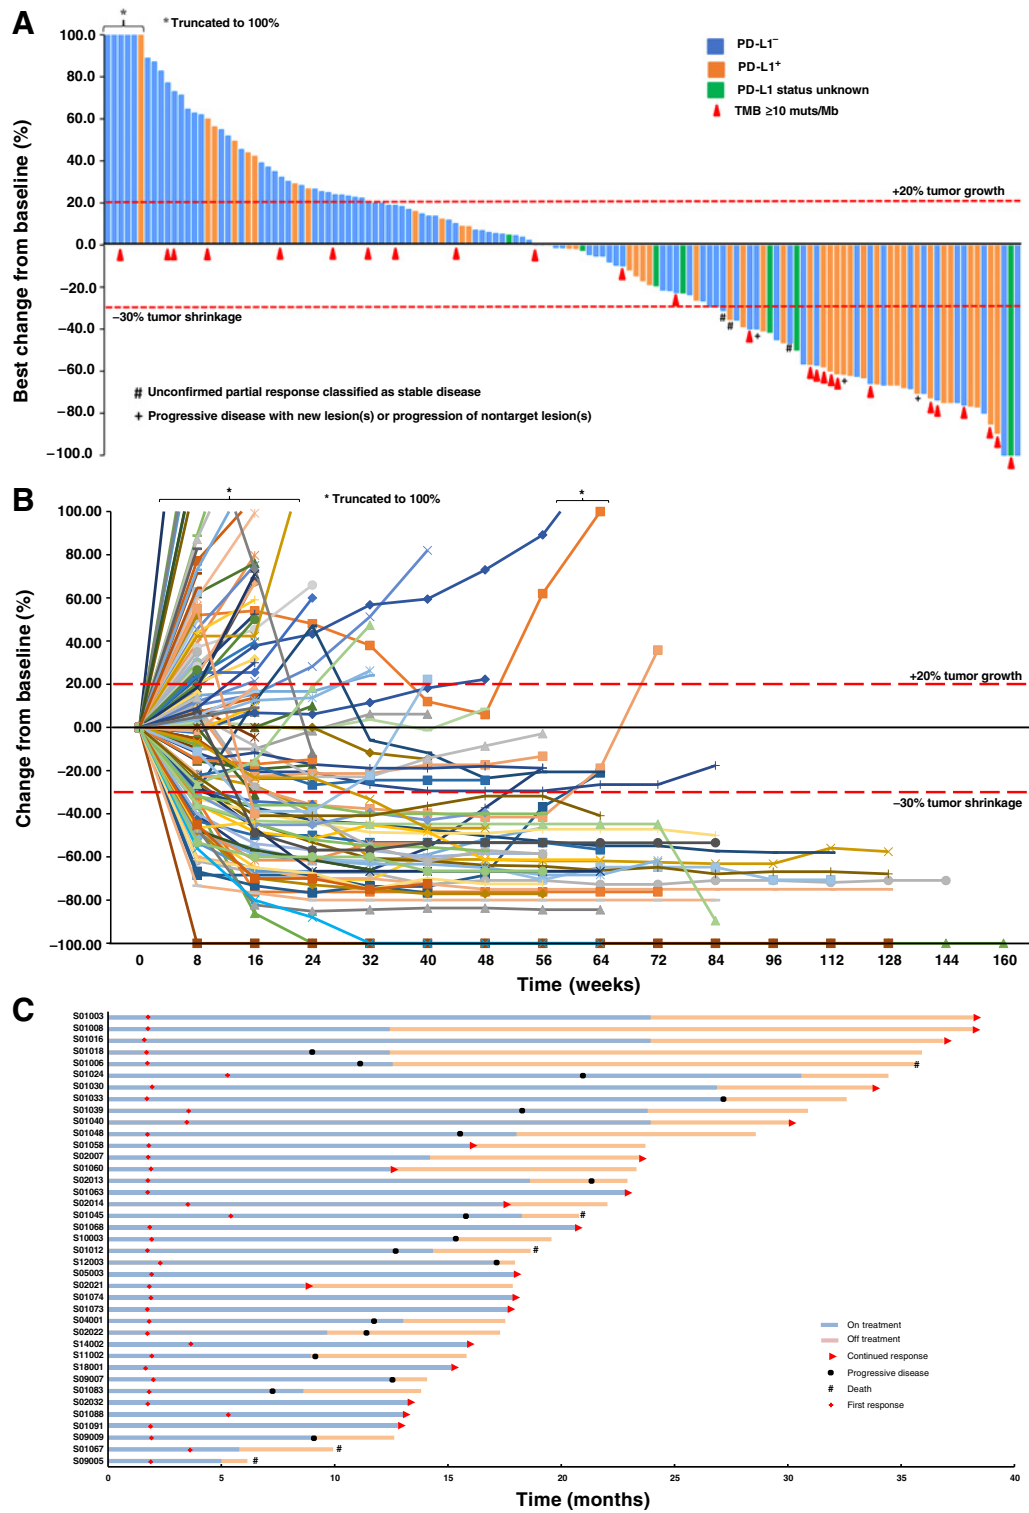 A
*
* Truncated to 100%
PD-L1⁻
PD-L1⁺
PD-L1 status unknown
TMB ≥10 muts/Mb
Best change from baseline (%)
100.0
80.0
60.0
40.0
20.0
0.0
−20.0
−40.0
−60.0
−80.0
−100.0
+20% tumor growth
−30% tumor shrinkage
#
#
+
#
+
+
# Unconfirmed partial response classified as stable disease
+ Progressive disease with new lesion(s) or progression of nontarget lesion(s)
B
*
* Truncated to 100%
*
Change from baseline (%)
100.00
80.00
60.00
40.00
20.00
0.00
−20.00
−40.00
−60.00
−80.00
−100.00
+20% tumor growth
−30% tumor shrinkage
0 8 16 24 32 40 48 56 64 72 84 96 112 128 144 160
Time (weeks)
C
S01003
S01008
S01016
S01018
S01006 #
S01024
S01030
S01033
S01039
S01040
S01048
S01058
S02007
S01060
S02013
S01063
S02014
S01045 #
S01068
S10003
S01012 #
S12003
S05003
S02021
S01074
S01073
S04001
S02022
S14002
S11002
S18001
S09007
S01083
S02032
S01088
S01091
S09009
S01067 #
S09005 #
On treatment
Off treatment
Continued response
Progressive disease
# Death
First response
0 5 10 15 20 25 30 35 40
Time (months)